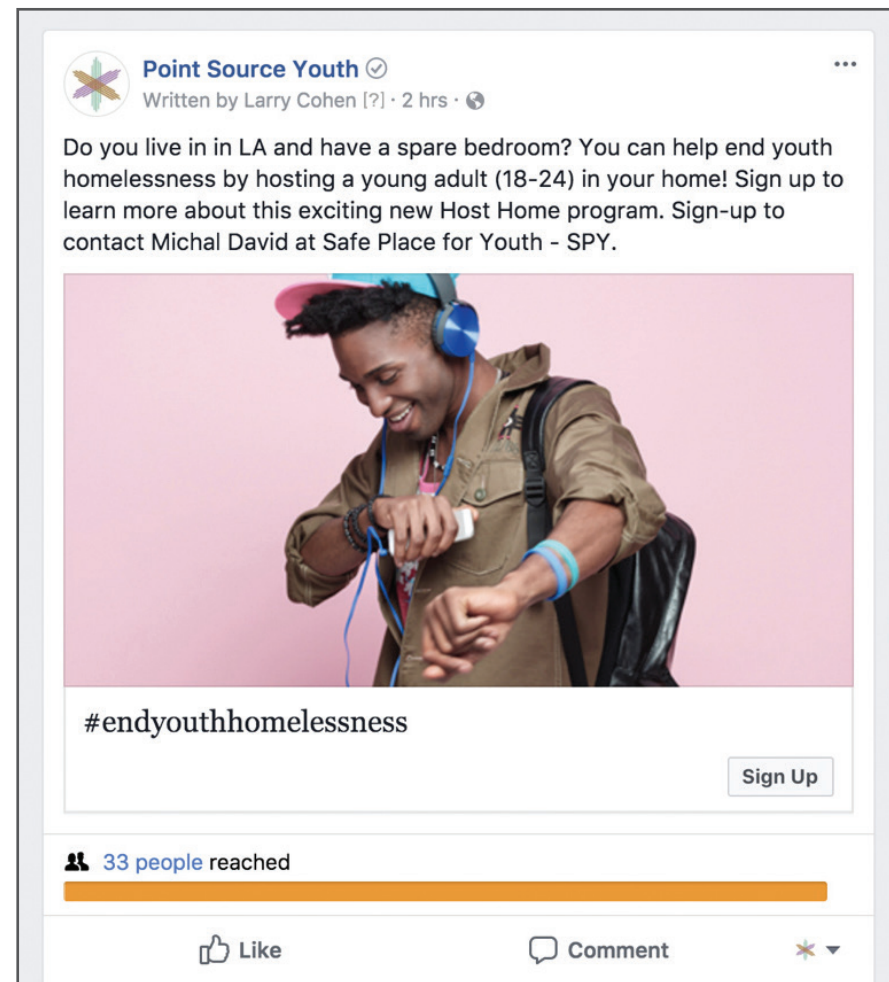 Point Source Youth
Written by Larry Cohen [?] · 2 hrs ·
Do you live in in LA and have a spare bedroom? You can help end youth
homelessness by hosting a young adult (18-24) in your home! Sign up to
learn more about this exciting new Host Home program. Sign-up to
contact Michal David at Safe Place for Youth - SPY.
#endyouthhomelessness
Sign Up
33 people reached
Like Comment